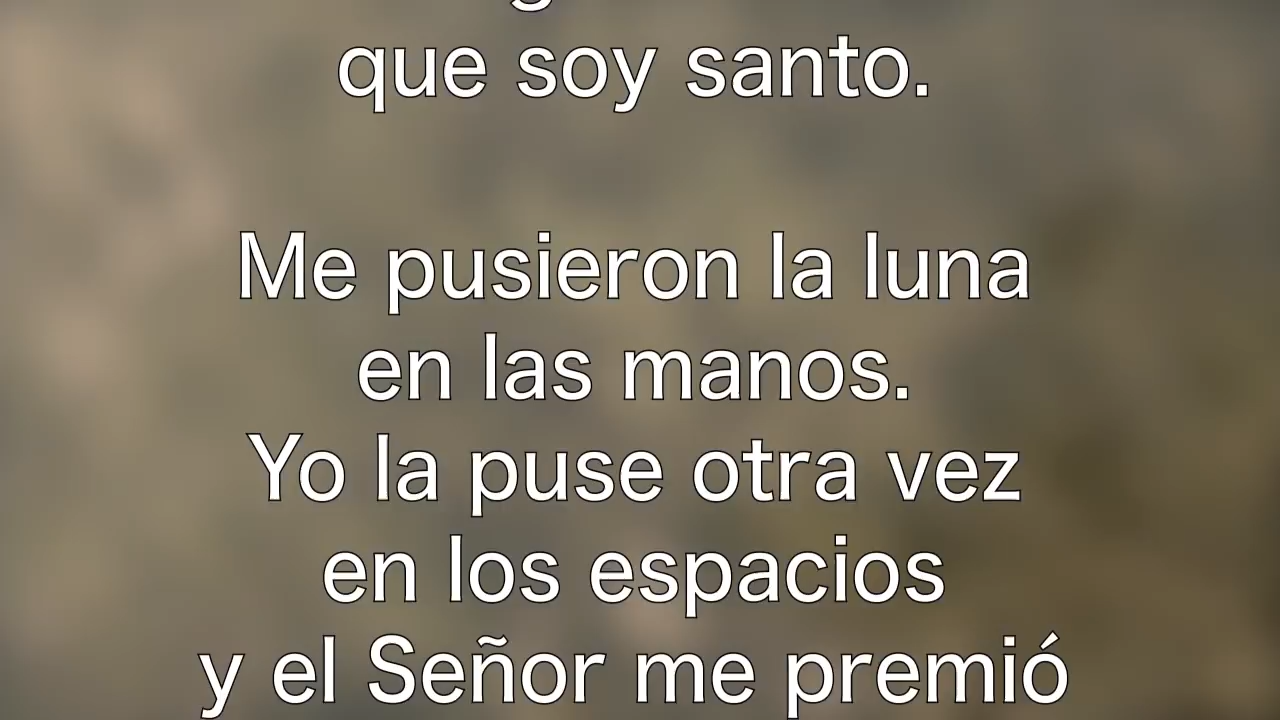 que soy santo.
Me pusieron la luna
en las manos.
Yo la puse otra vez
en los espacios
y el Señor me premió